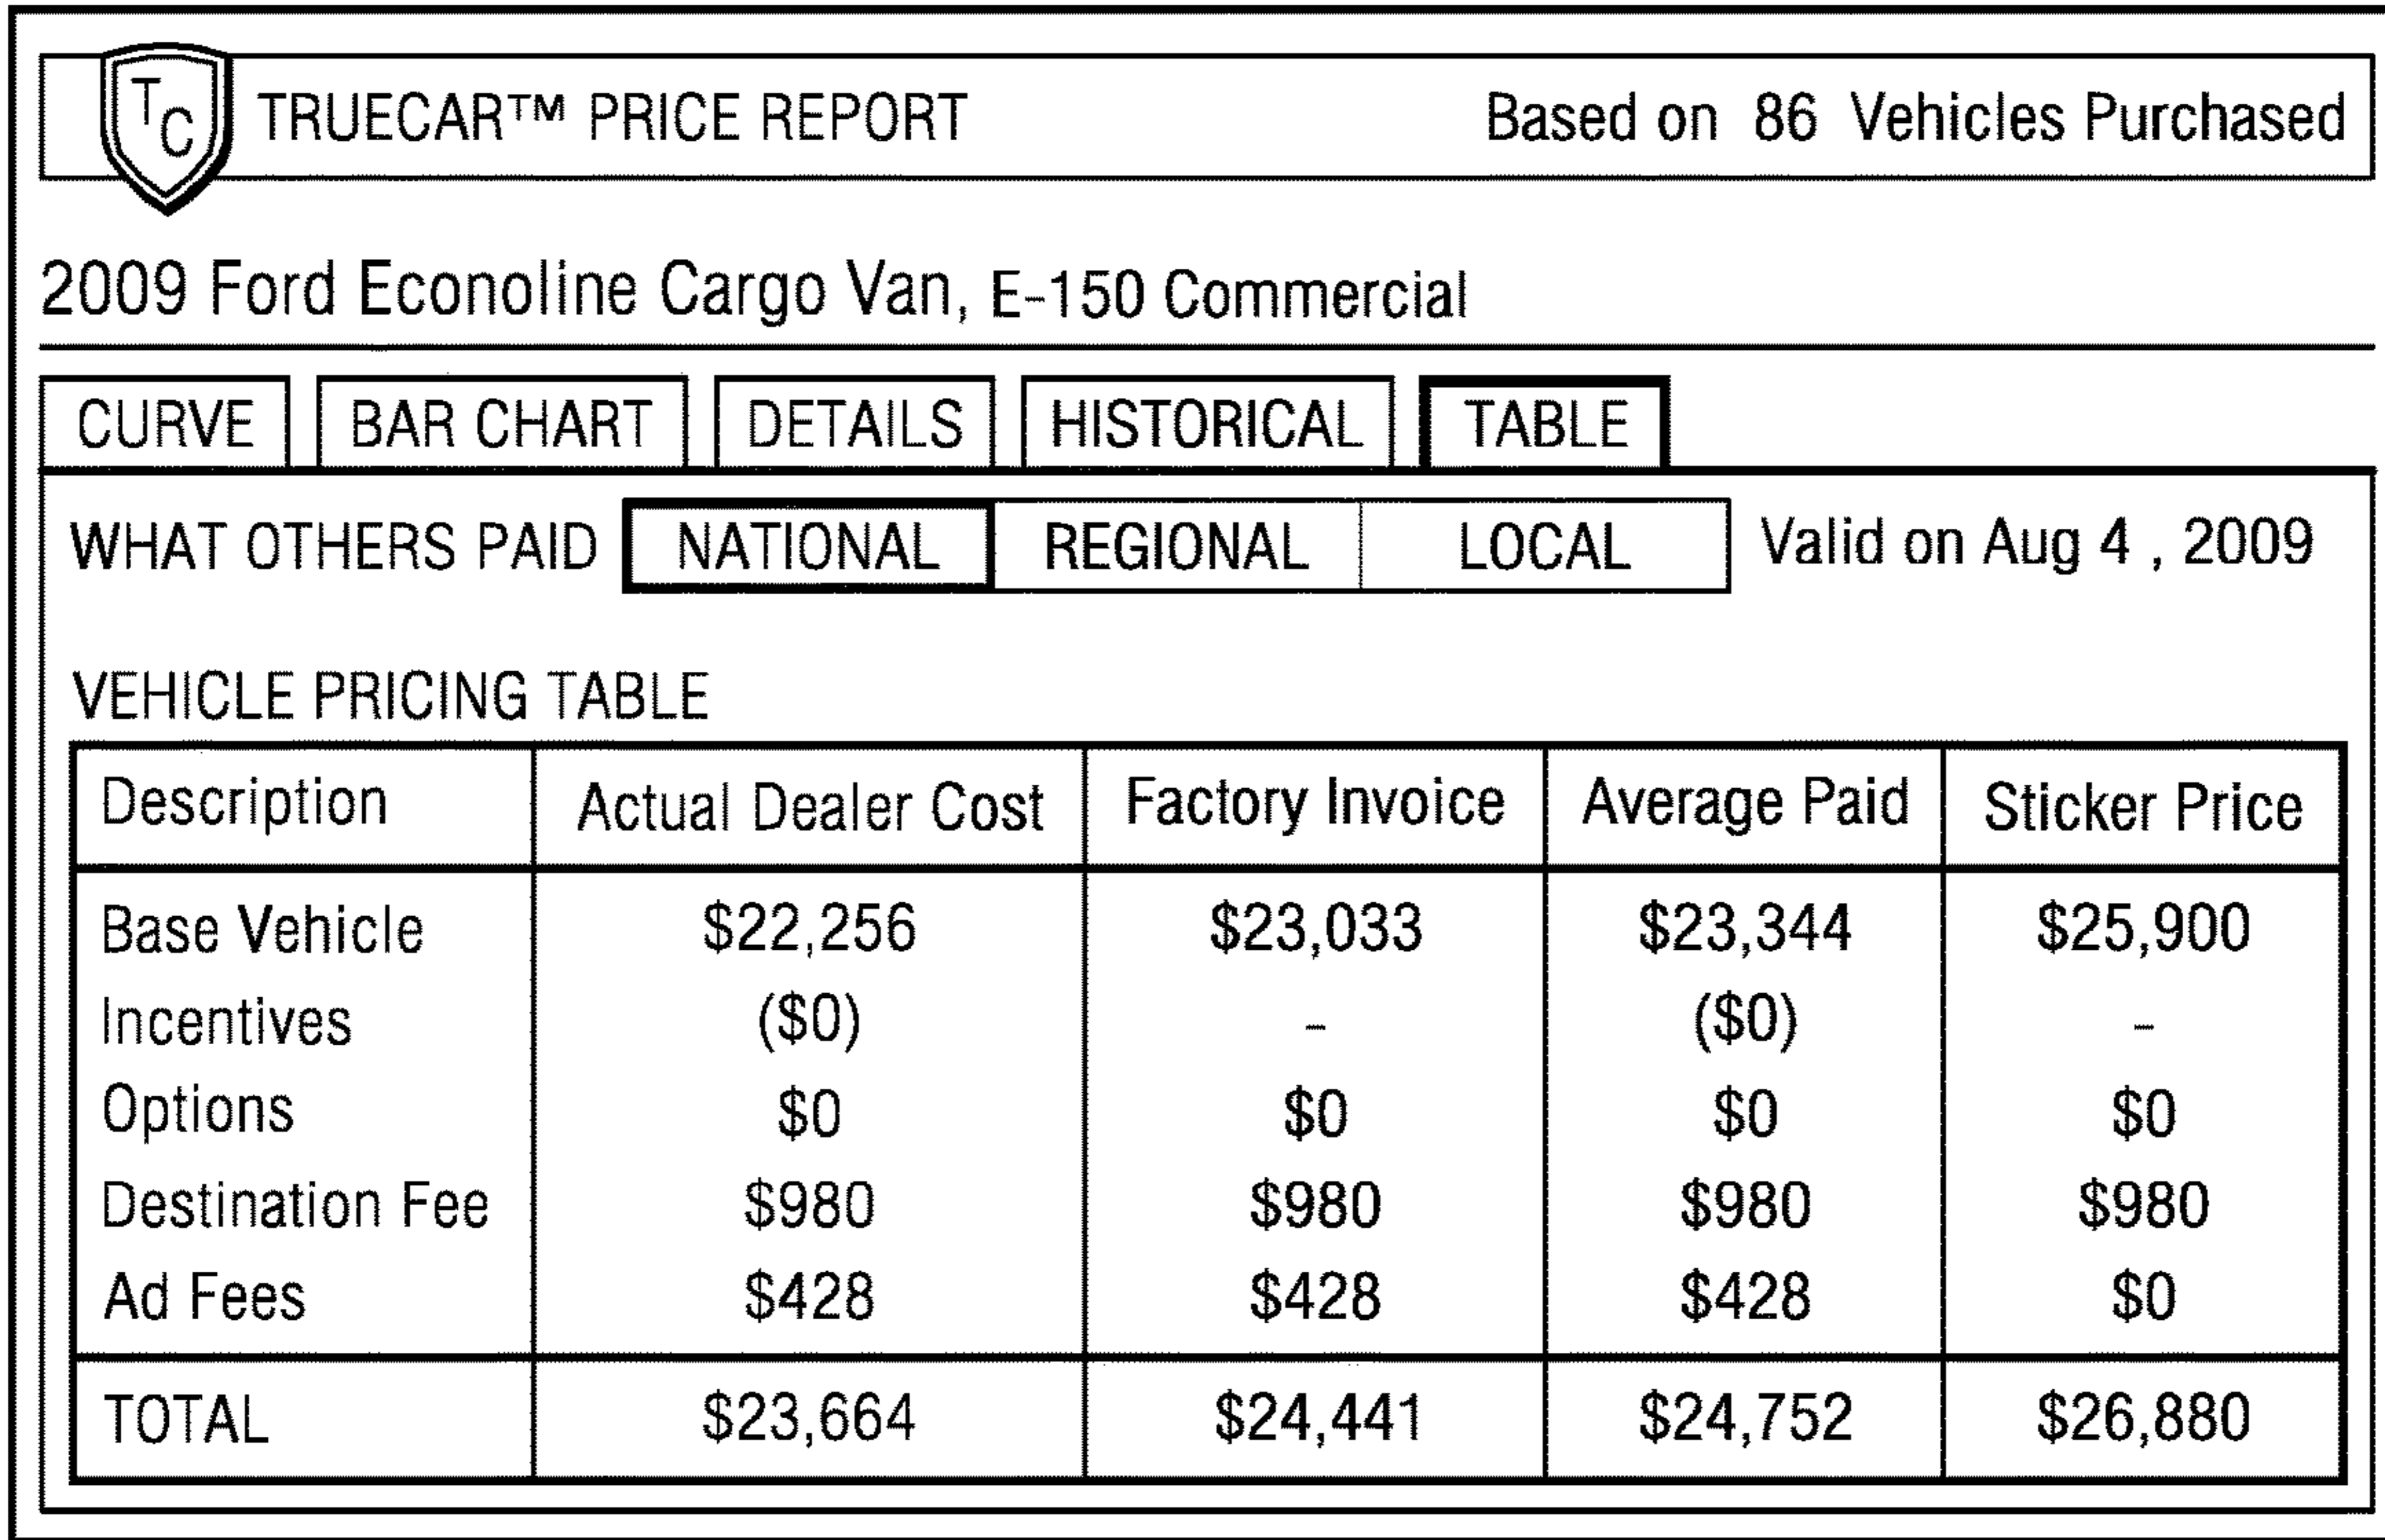 TC TRUECAR™ PRICE REPORT Based on 86 Vehicles Purchased
2009 Ford Econoline Cargo Van, E-150 Commercial
CURVE BAR CHART DETAILS HISTORICAL TABLE
WHAT OTHERS PAID NATIONAL REGIONAL LOCAL Valid on Aug 4 , 2009
VEHICLE PRICING TABLE
Description Actual Dealer Cost Factory Invoice Average Paid Sticker Price
Base Vehicle $22,256 $23,033 $23,344 $25,900
Incentives ($0) - ($0) -
Options $0 $0 $0 $0
Destination Fee $980 $980 $980 $980
Ad Fees $428 $428 $428 $0
TOTAL $23,664 $24,441 $24,752 $26,880